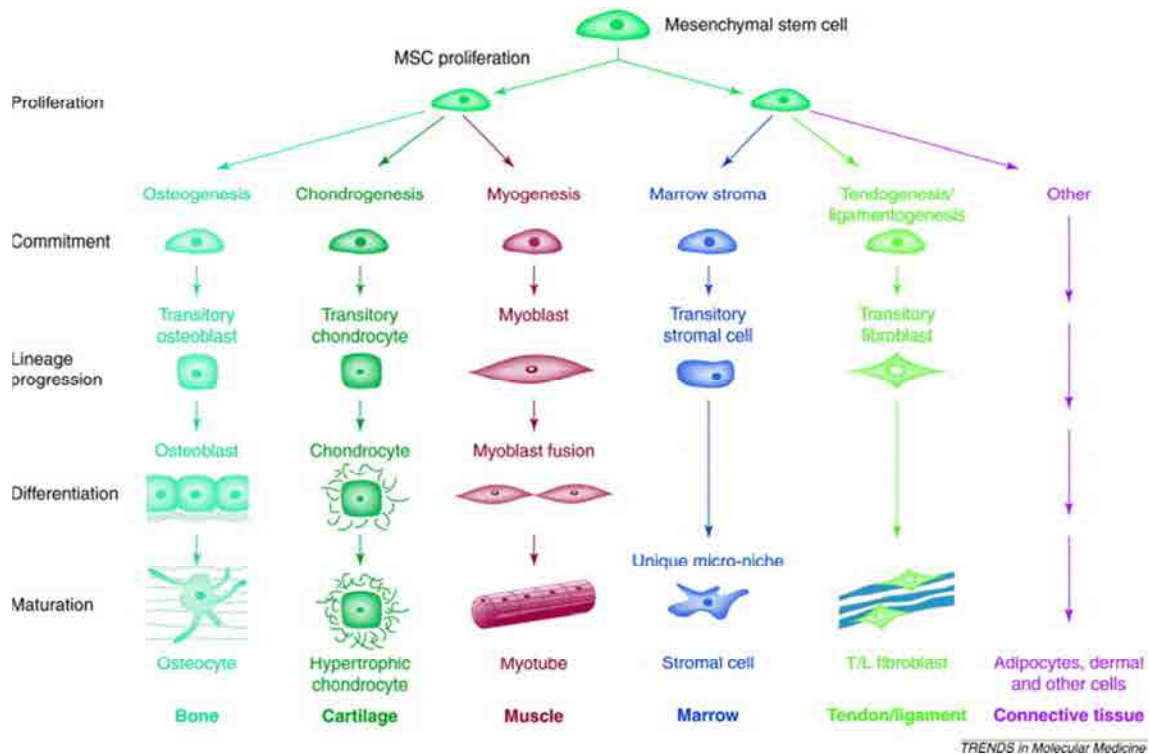 Mesenchymal stem cell
MSC proliferation
Proliferation
Osteogenesis
Chondrogenesis
Myogenesis
Marrow stroma
Tendogenesis/
ligamentogenesis
Other
Commitment
Transitory
osteoblast
Transitory
chondrocyte
Myoblast
Transitory
stromal cell
Transitory
fibroblast
Lineage
progression
Osteoblast
Chondrocyte
Myoblast fusion
Differentiation
Unique micro-niche
Maturation
Osteocyte
Hypertrophic
chondrocyte
Myotube
Stromal cell
T/L fibroblast
Adipocytes, dermal
and other cells
Bone
Cartilage
Muscle
Marrow
Tendon/ligament
Connective tissue
TRENDS in Molecular Medicine